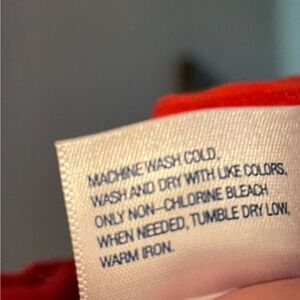 MACHINE WASH COLD,
WASH AND DRY WITH LIKE COLORS,
ONLY NON-CHLORINE BLEACH
WHEN NEEDED, TUMBLE DRY LOW,
WARM IRON.